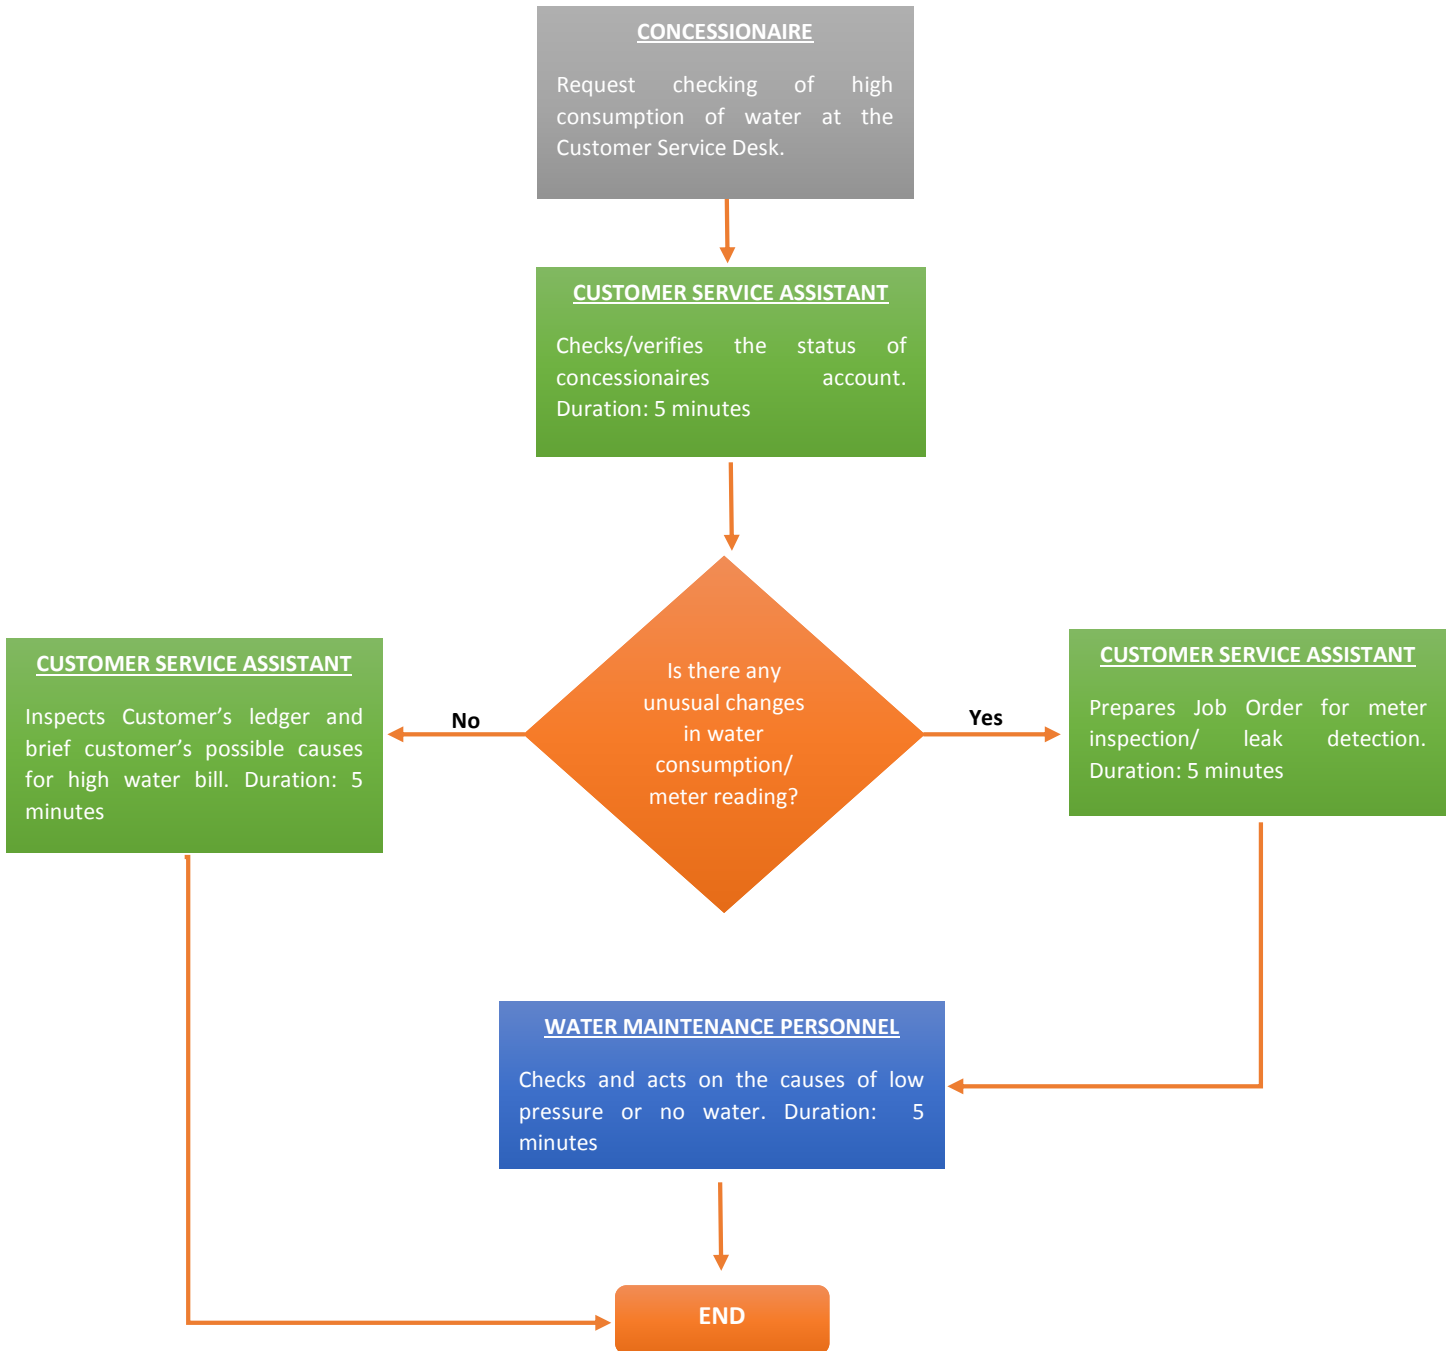 CONCESSIONAIRE
Request checking of high
consumption of water at the
Customer Service Desk.
CUSTOMER SERVICE ASSISTANT
Checks/verifies the status of
concessionaires account.
Duration: 5 minutes
Is there any
unusual changes
in water
consumption/
meter reading?
No
Yes
CUSTOMER SERVICE ASSISTANT
Inspects Customer’s ledger and
brief customer’s possible causes
for high water bill. Duration: 5
minutes
CUSTOMER SERVICE ASSISTANT
Prepares Job Order for meter
inspection/ leak detection.
Duration: 5 minutes
WATER MAINTENANCE PERSONNEL
Checks and acts on the causes of low
pressure or no water. Duration: 5
minutes
END